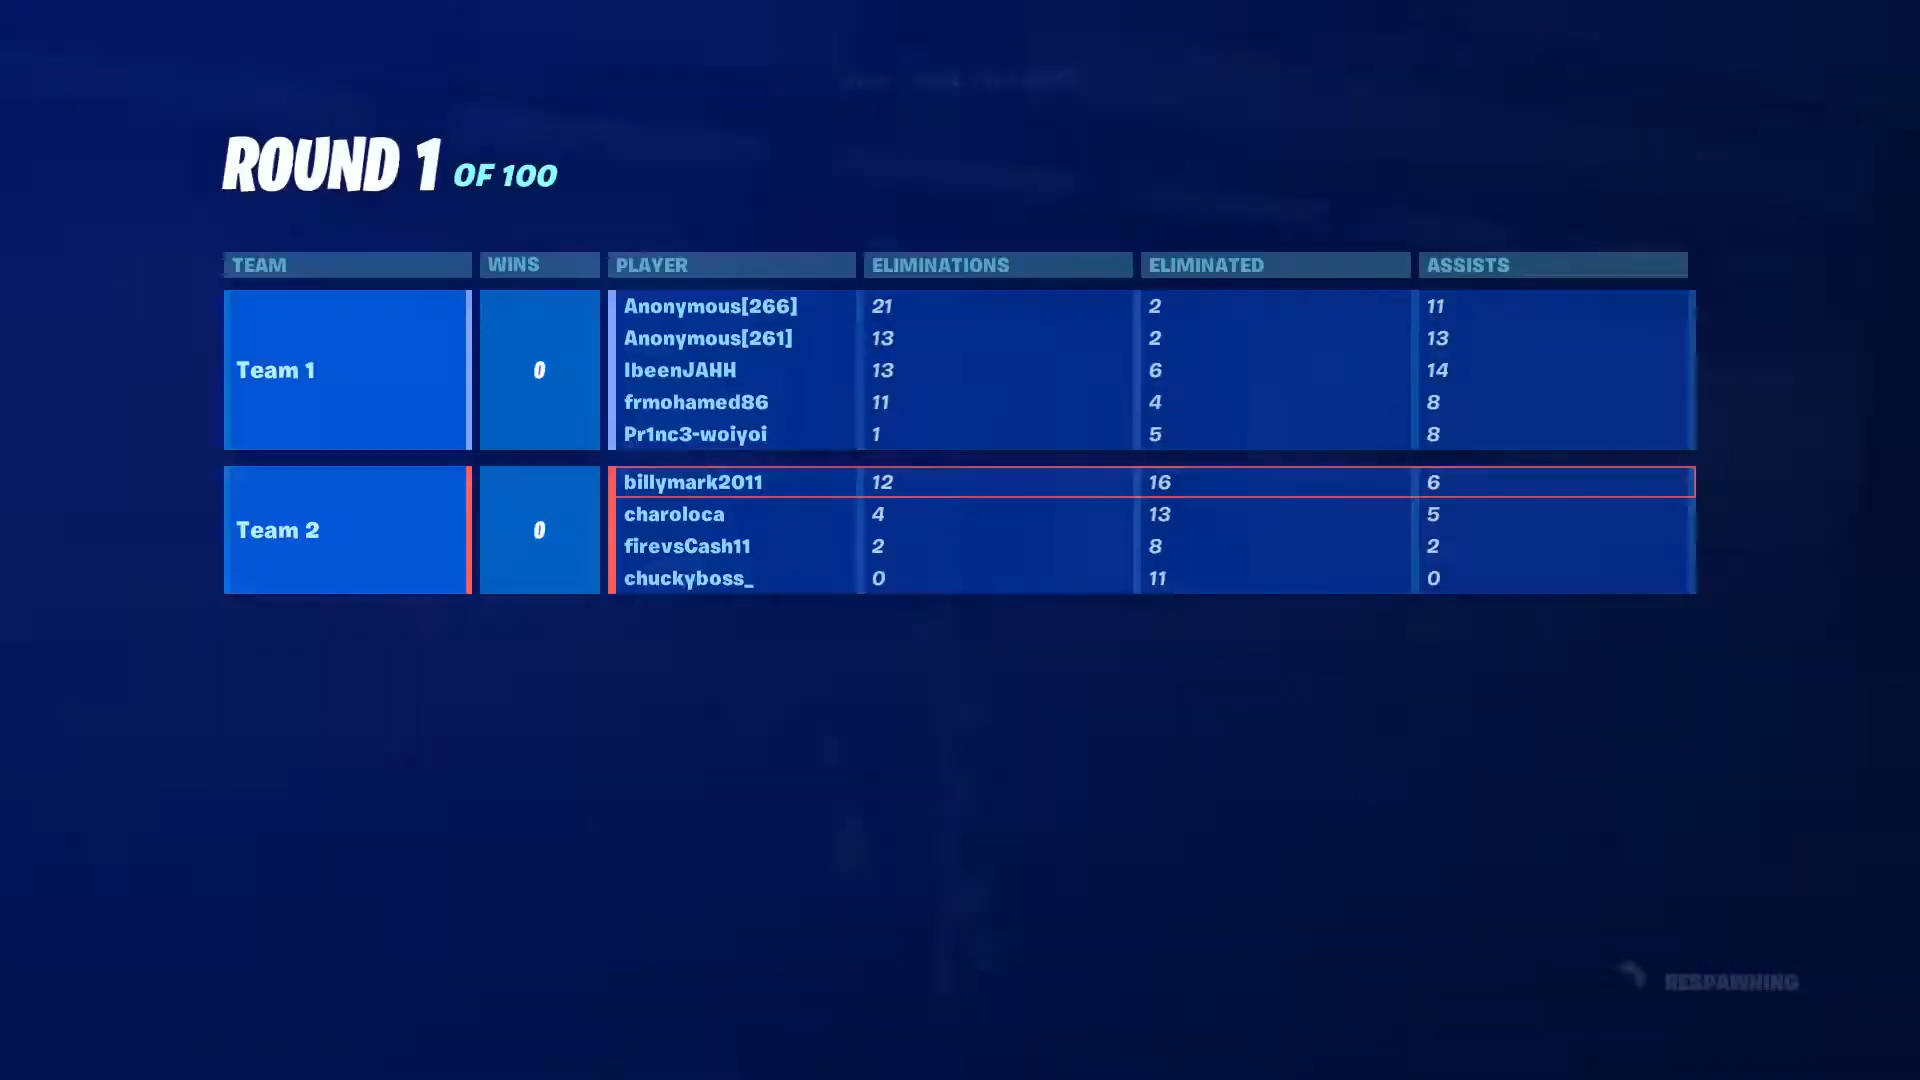 ROUND 1 OF 100
TEAM WINS PLAYER ELIMINATIONS ELIMINATED ASSISTS
Team 1 0
Anonymous[266] 21 2 11
Anonymous[261] 13 2 13
IbeenJAHH 13 6 14
frmohamed86 11 4 8
Pr1nc3-woiyoi 1 5 8
Team 2 0
billymark2011 12 16 6
charoloca 4 13 5
firevsCash11 2 8 2
chuckyboss_ 0 11 0
RESPAWNING